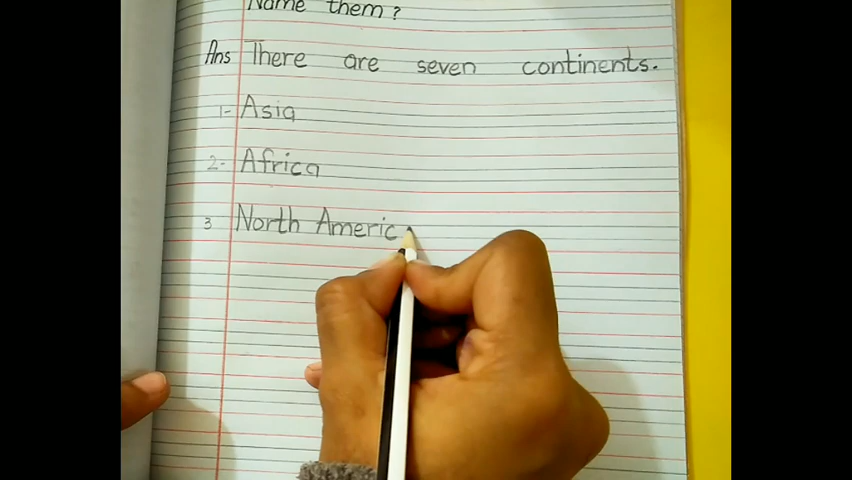 Name them?
Ans There are seven continents.
1- Asia
2- Africa
3 North Americ